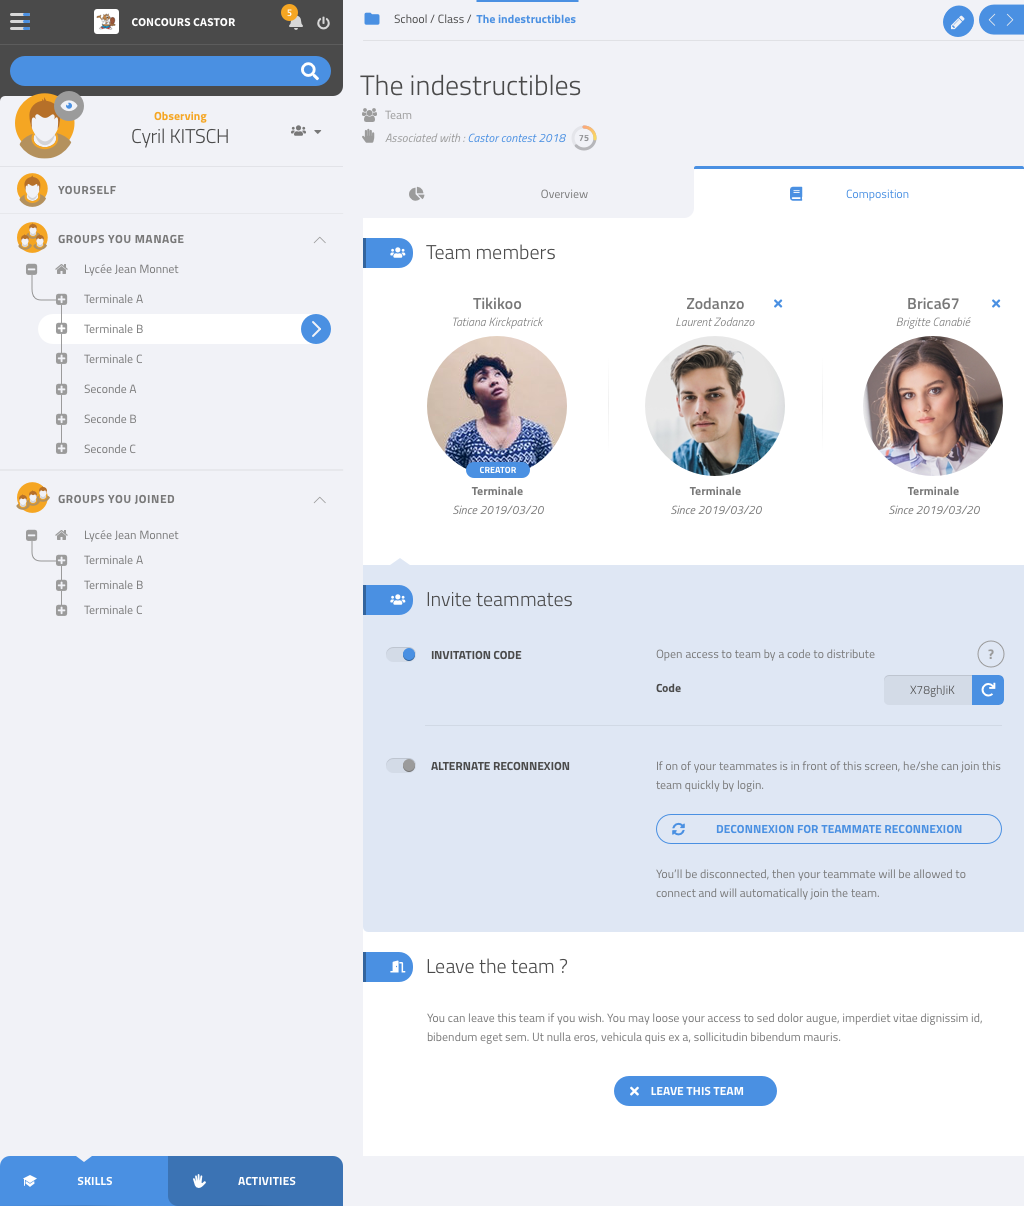 CONCOURS CASTOR
5
Observing
Cyril KITSCH
YOURSELF
GROUPS YOU MANAGE
Lycée Jean Monnet
Terminale A
Terminale B
Terminale C
Seconde A
Seconde B
Seconde C
GROUPS YOU JOINED
Lycée Jean Monnet
Terminale A
Terminale B
Terminale C
SKILLS
ACTIVITIES
School / Class / The indestructibles
The indestructibles
Team
Associated with : Castor contest 2018 75
Overview
Composition
Team members
Tikikoo
Tatiana Kirckpatrick
CREATOR
Terminale
Since 2019/03/20
Zodanzo
Laurent Zodanzo
Terminale
Since 2019/03/20
Brica67
Brigitte Canabié
Terminale
Since 2019/03/20
Invite teammates
INVITATION CODE
Open access to team by a code to distribute
?
Code
X78ghJiK
ALTERNATE RECONNEXION
If on of your teammates is in front of this screen, he/she can join this
team quickly by login.
DECONNEXION FOR TEAMMATE RECONNEXION
You'll be disconnected, then your teammate will be allowed to
connect and will automatically join the team.
Leave the team ?
You can leave this team if you wish. You may loose your access to sed dolor augue, imperdiet vitae dignissim id,
bibendum eget sem. Ut nulla eros, vehicula quis ex a, sollicitudin bibendum mauris.
LEAVE THIS TEAM